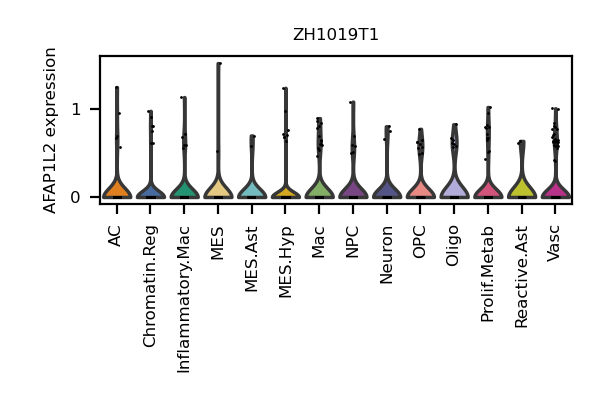 ZH1019T1
AFAP1L2 expression
1
0
AC
Chromatin.Reg
Inflammatory.Mac
MES
MES.Ast
MES.Hyp
Mac
NPC
Neuron
OPC
Oligo
Prolif.Metab
Reactive.Ast
Vasc